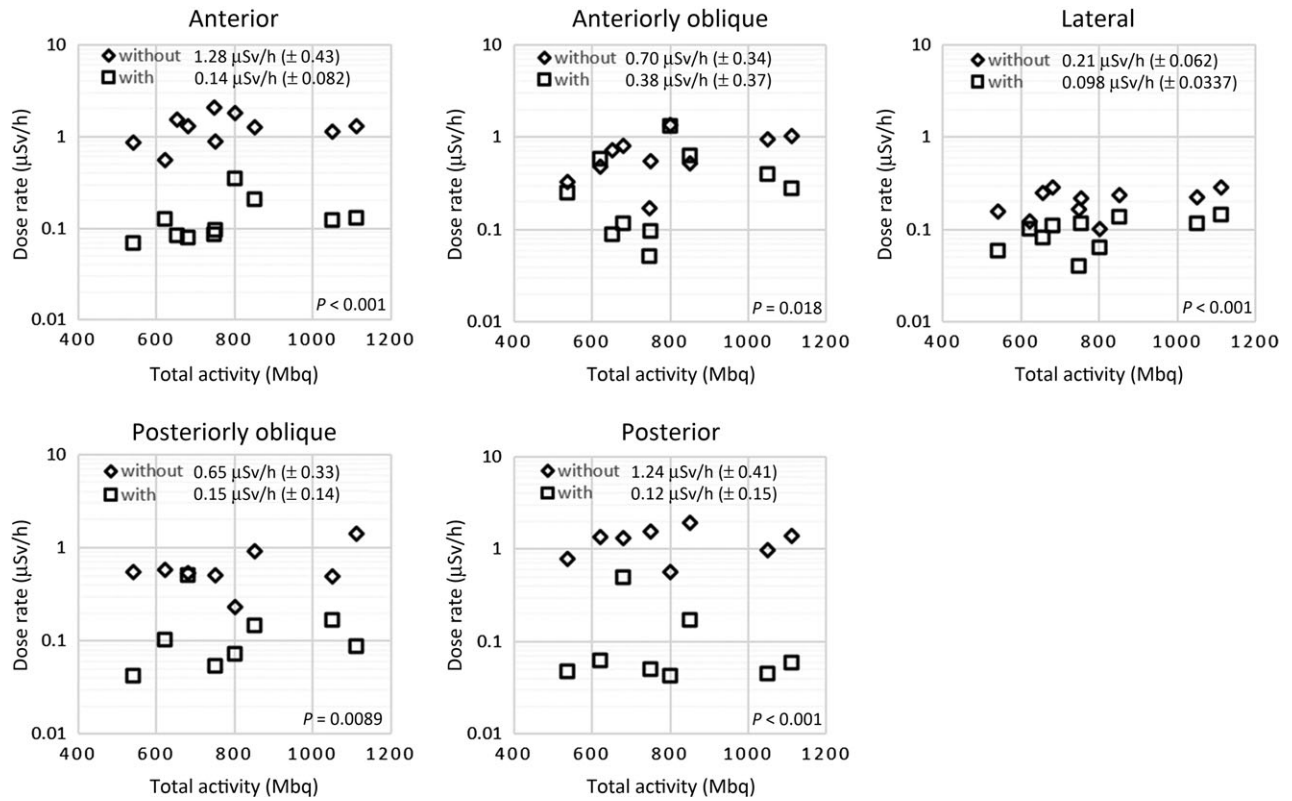 Anterior
10
without 1.28 μSv/h (± 0.43)
with 0.14 μSv/h (± 0.082)
1
0.1
0.01
Dose rate (μSv/h)
P < 0.001
400 600 800 1000 1200
Total activity (Mbq)
Anteriorly oblique
10
without 0.70 μSv/h (± 0.34)
with 0.38 μSv/h (± 0.37)
1
0.1
0.01
Dose rate (μSv/h)
P = 0.018
400 600 800 1000 1200
Total activity (Mbq)
Lateral
10
without 0.21 μSv/h (± 0.062)
with 0.098 μSv/h (± 0.0337)
1
0.1
0.01
Dose rate (μSv/h)
P < 0.001
400 600 800 1000 1200
Total activity (Mbq)
Posteriorly oblique
10
without 0.65 μSv/h (± 0.33)
with 0.15 μSv/h (± 0.14)
1
0.1
0.01
Dose rate (μSv/h)
P = 0.0089
400 600 800 1000 1200
Total activity (Mbq)
Posterior
10
without 1.24 μSv/h (± 0.41)
with 0.12 μSv/h (± 0.15)
1
0.1
0.01
Dose rate (μSv/h)
P < 0.001
400 600 800 1000 1200
Total activity (Mbq)